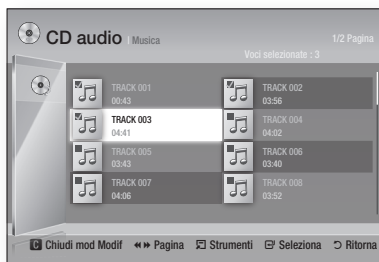 CD audio | Musica
1/2 Pagina
Voci selezionate : 3
TRACK 001
00:43
TRACK 002
03:56
TRACK 003
04:41
TRACK 004
04:02
TRACK 005
03:43
TRACK 006
03:40
TRACK 007
04:06
TRACK 008
03:52
C Chiudi mod Modif Pagina Strumenti Seleziona Ritorna